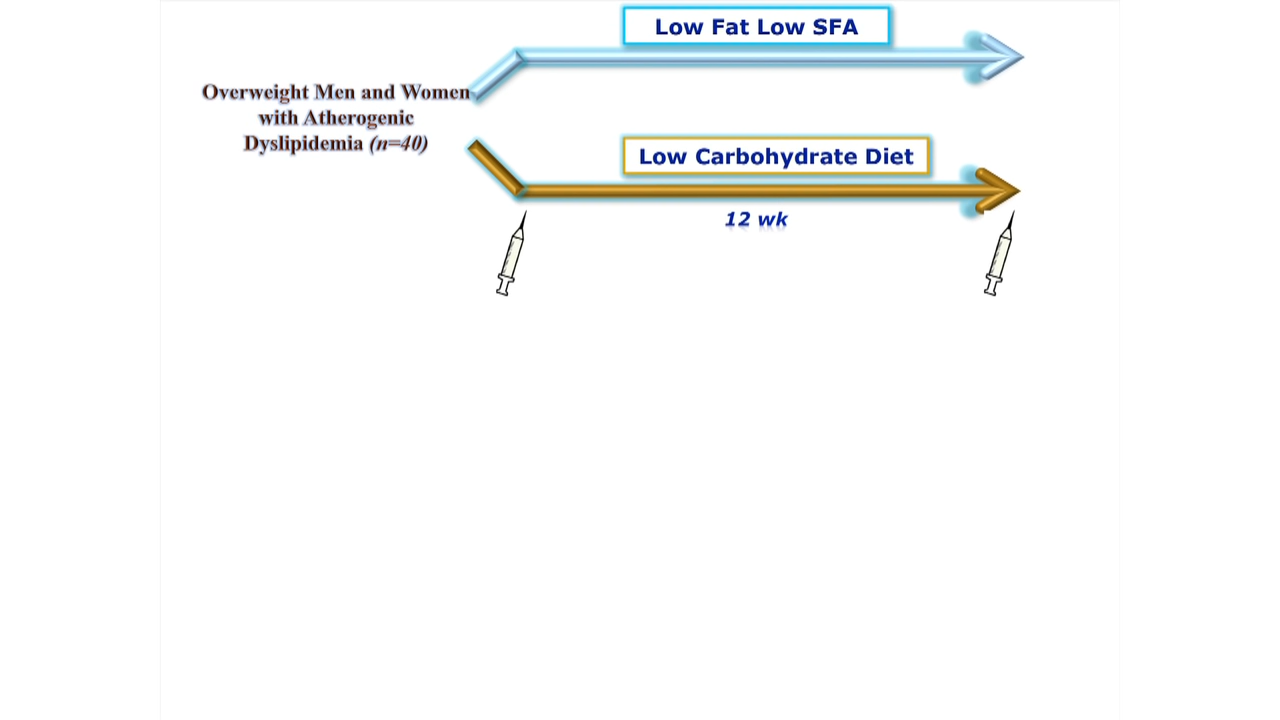 Low Fat Low SFA
Overweight Men and Women
with Atherogenic
Dyslipidemia (n=40)
Low Carbohydrate Diet
12 wk